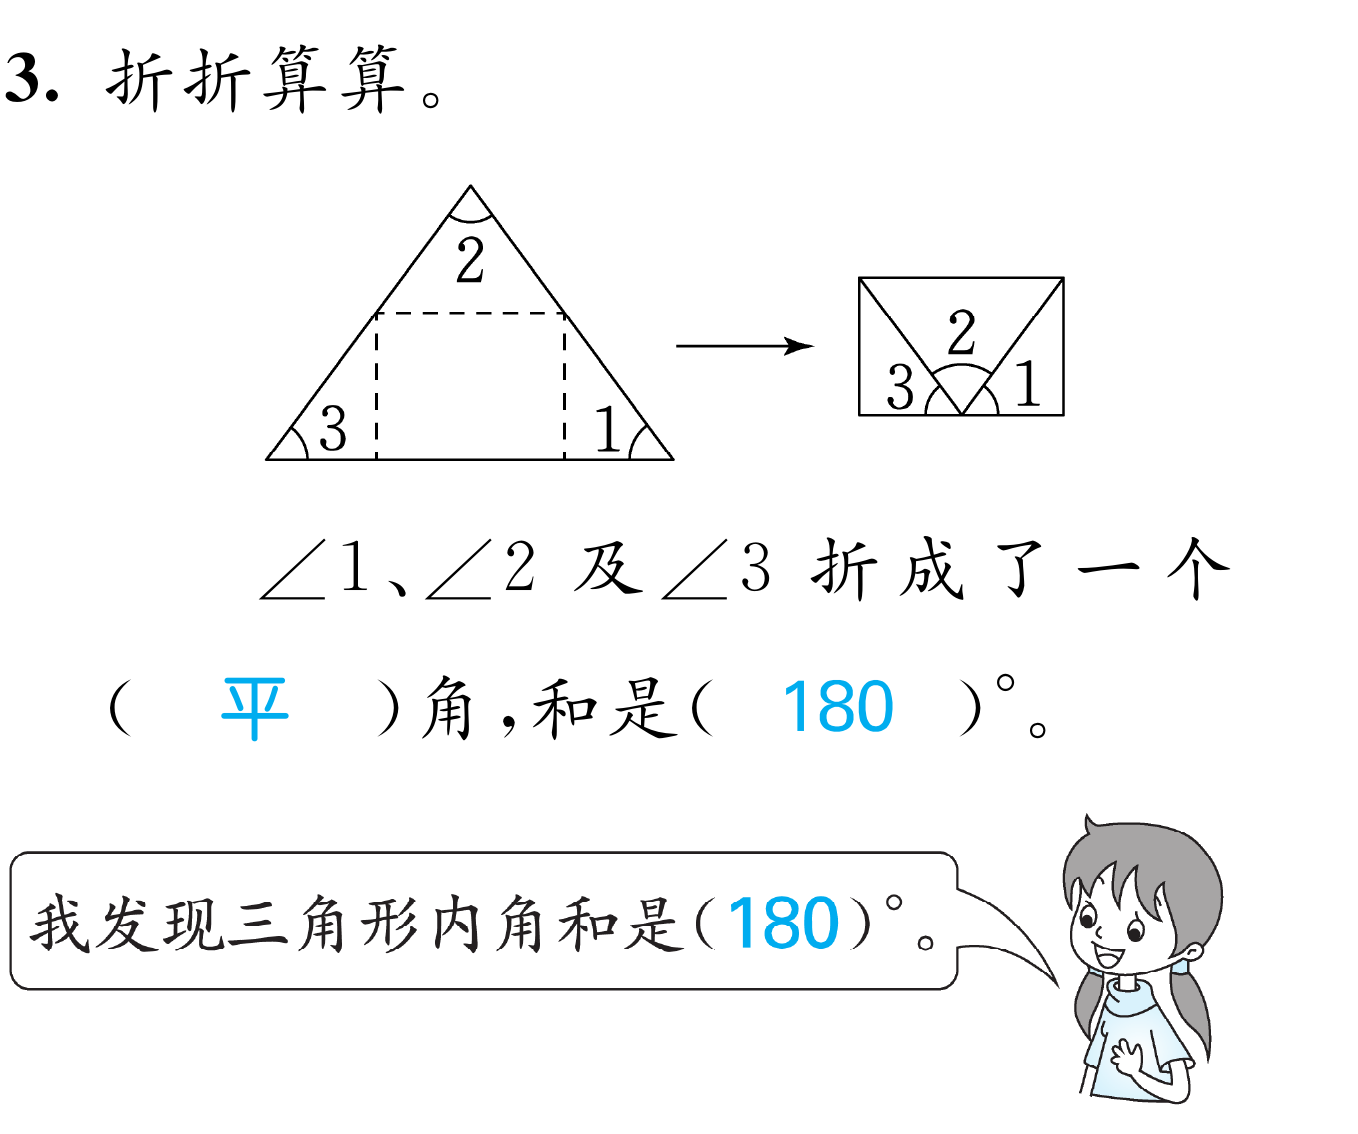 3. 折折算算。
2
3
1
2
3
1
∠1、∠2 及∠3 折成了一个
( 平 )角,和是( 180 )°。
我发现三角形内角和是(180)°。